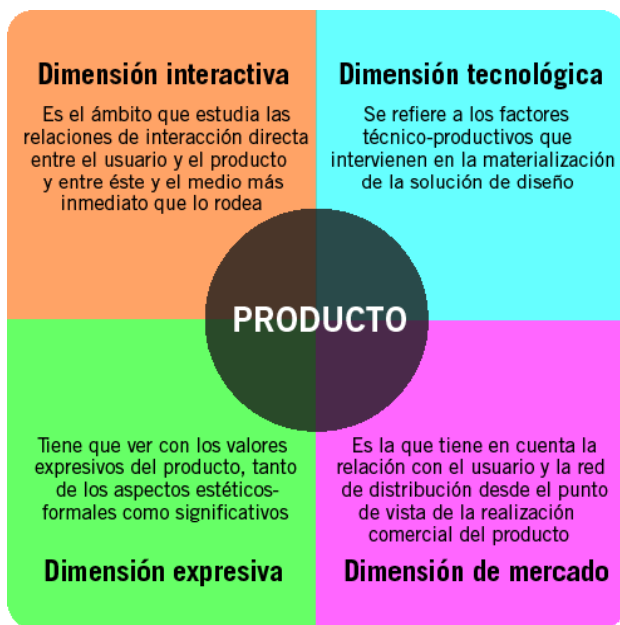 Dimensión interactiva
Es el ámbito que estudia las
relaciones de interacción directa
entre el usuario y el producto
y entre éste y el medio más
inmediato que lo rodea
Dimensión tecnológica
Se refiere a los factores
técnico-productivos que
intervienen en la materialización
de la solución de diseño
PRODUCTO
Tiene que ver con los valores
expresivos del producto, tanto
de los aspectos estéticos-
formales como significativos
Dimensión expresiva
Es la que tiene en cuenta la
relación con el usuario y la red
de distribución desde el punto
de vista de la realización
comercial del producto
Dimensión de mercado